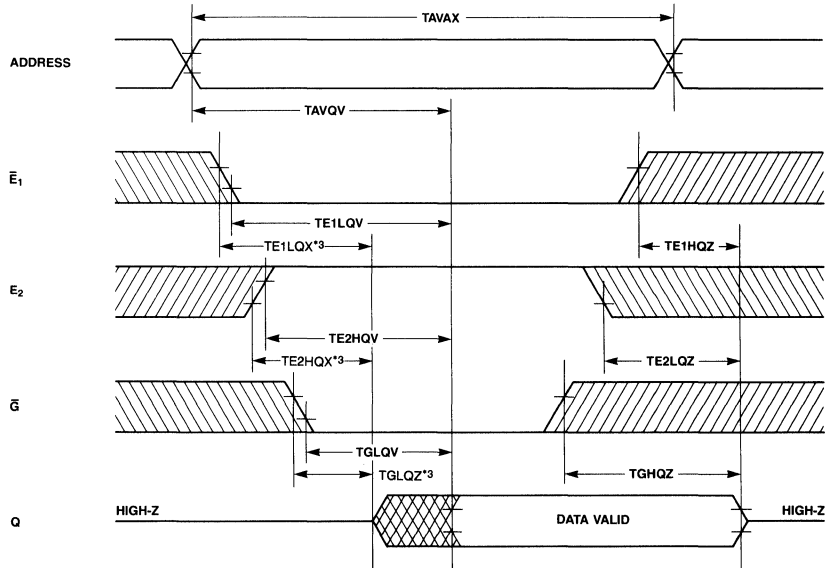 TAVAX
ADDRESS
TAVQV
Ē₁
TE1LQV
TE1LQX*3
TE1HQZ
E₂
TE2HQV
TE2HQX*3
TE2LQZ
G̅
TGLQV
TGLQZ*3
TGHQZ
HIGH-Z
DATA VALID
HIGH-Z
Q